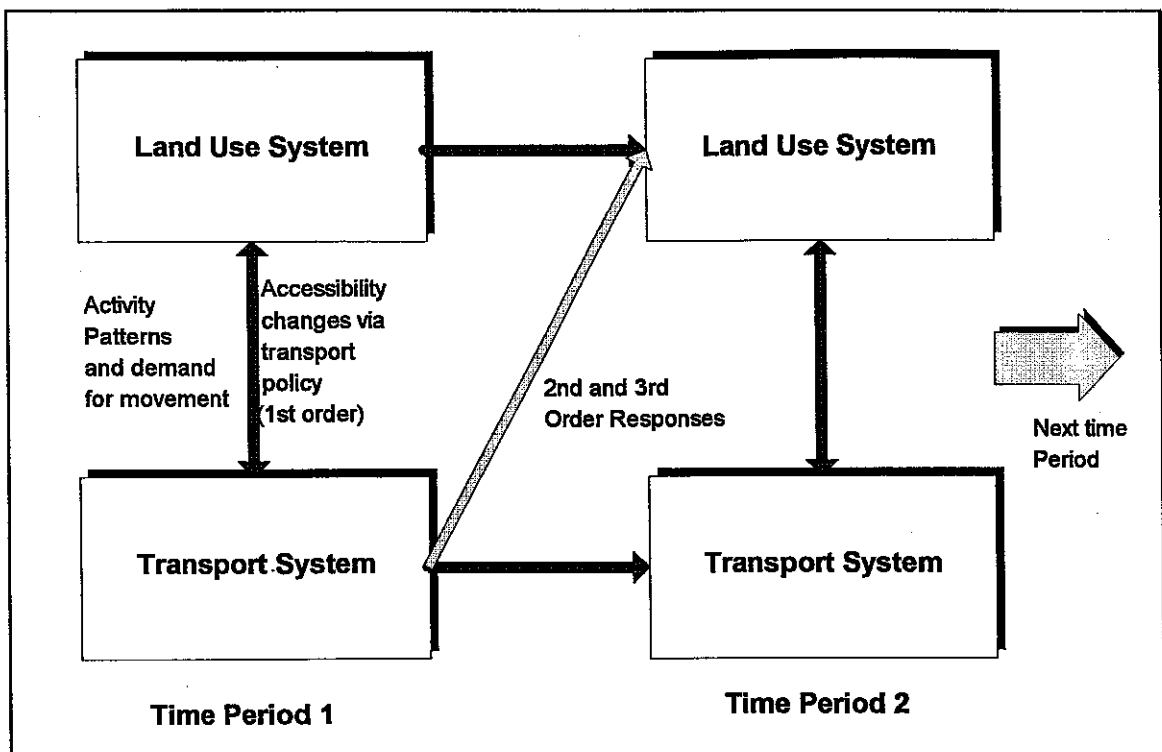 Land Use System
Land Use System
Activity
Patterns
and demand
for movement
Accessibility
changes via
transport
policy
(1st order)
2nd and 3rd
Order Responses
Next time
Period
Transport System
Transport System
Time Period 1
Time Period 2